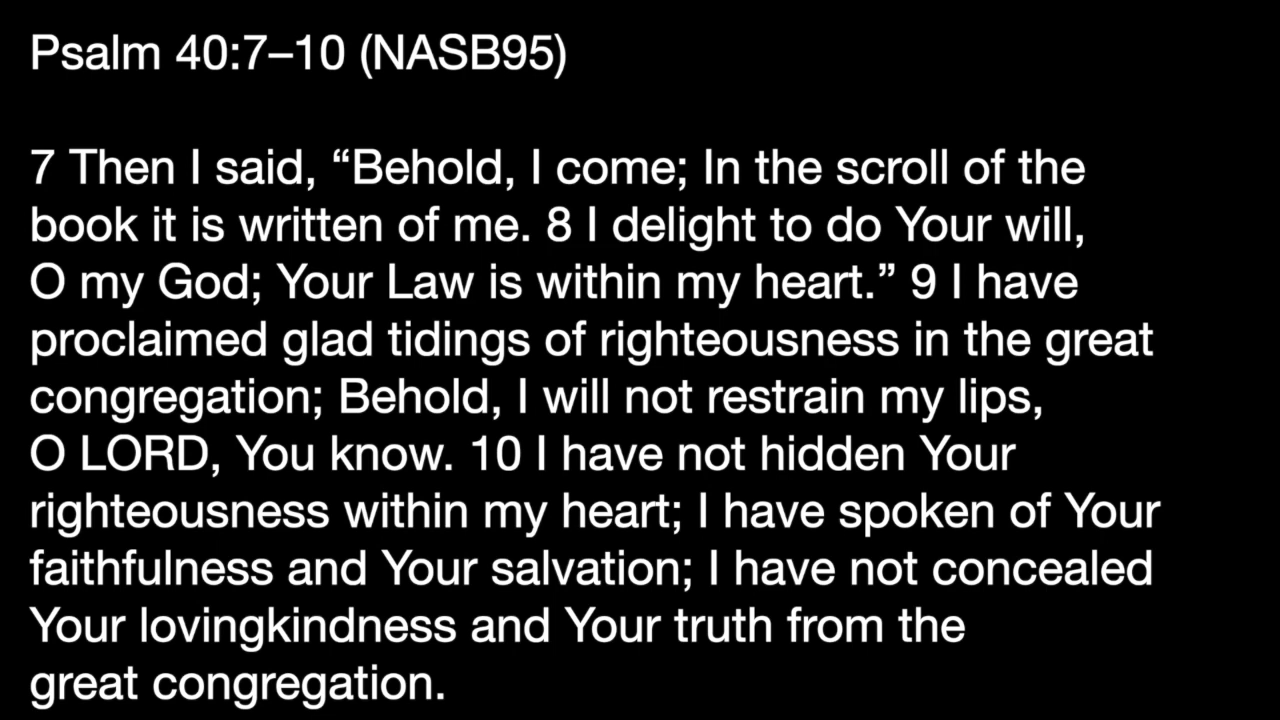 Psalm 40:7–10 (NASB95)
7 Then I said, “Behold, I come; In the scroll of the
book it is written of me. 8 I delight to do Your will,
O my God; Your Law is within my heart.” 9 I have
proclaimed glad tidings of righteousness in the great
congregation; Behold, I will not restrain my lips,
O LORD, You know. 10 I have not hidden Your
righteousness within my heart; I have spoken of Your
faithfulness and Your salvation; I have not concealed
Your lovingkindness and Your truth from the
great congregation.